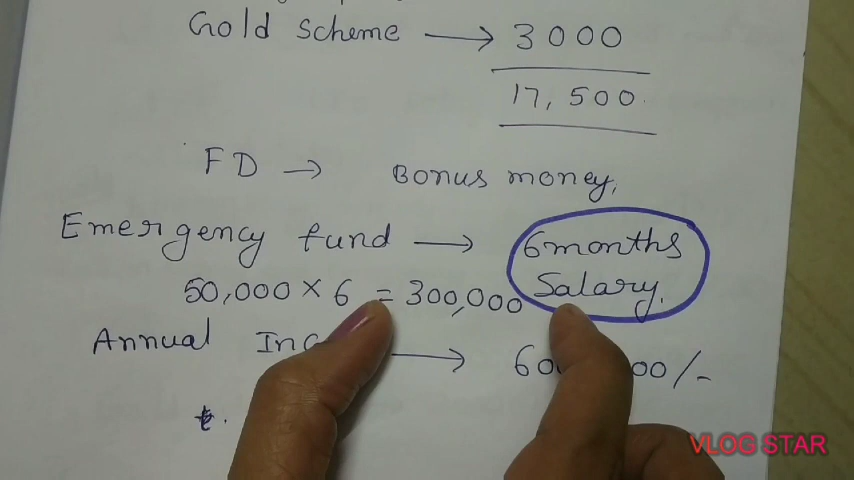 Gold Scheme → 3000
17,500
FD → Bonus money,
Emergency fund → 6 months
Salary.
50,000 × 6 = 300,000
Annual →
t.
VLOG STAR